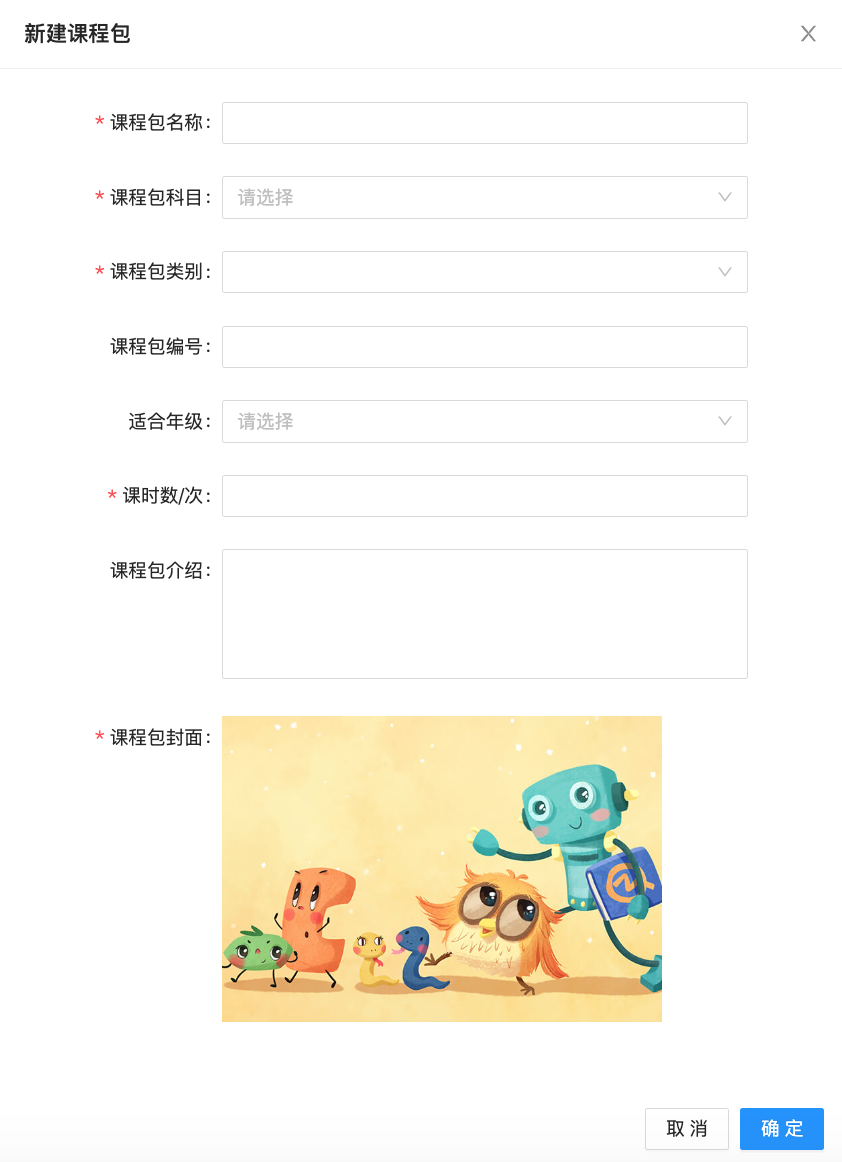 新建课程包
* 课程包名称:
* 课程包科目: 请选择
* 课程包类别:
课程包编号:
适合年级: 请选择
* 课时数/次:
课程包介绍:
* 课程包封面:
取 消 确 定